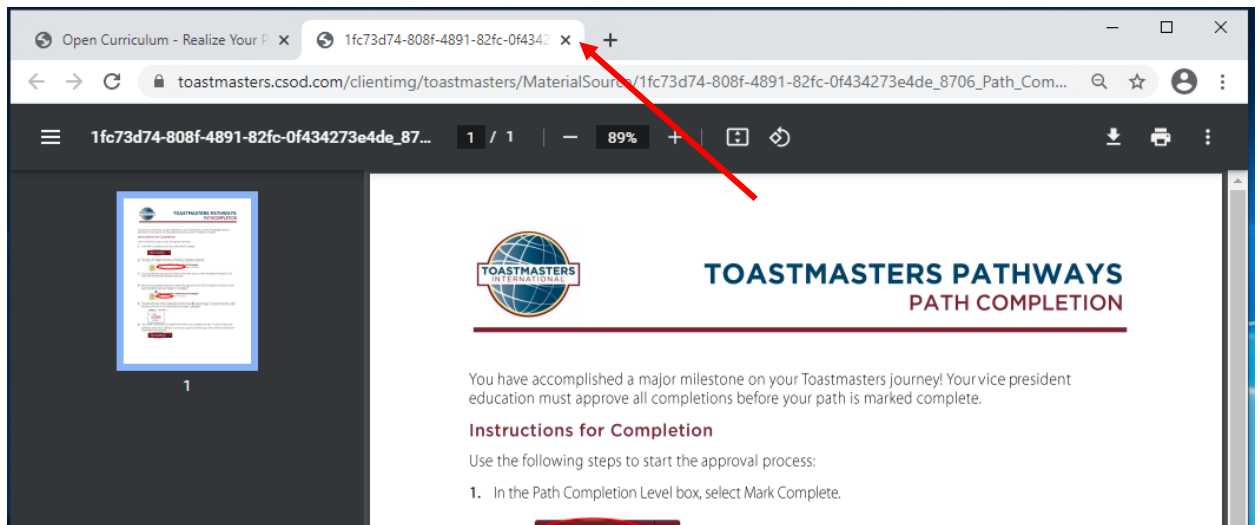 Open Curriculum - Realize Your P
1fc73d74-808f-4891-82fc-0f4342
toastmasters.csod.com/clientimg/toastmasters/MaterialSource/1fc73d74-808f-4891-82fc-0f434273e4de_8706_Path_Com...
1fc73d74-808f-4891-82fc-0f434273e4de_87... 1 / 1 89%
TOASTMASTERS PATHWAYS
PATH COMPLETION
1
TOASTMASTERS
INTERNATIONAL
TOASTMASTERS PATHWAYS
PATH COMPLETION
You have accomplished a major milestone on your Toastmasters journey! Your vice president
education must approve all completions before your path is marked complete.
Instructions for Completion
Use the following steps to start the approval process:
1. In the Path Completion Level box, select Mark Complete.